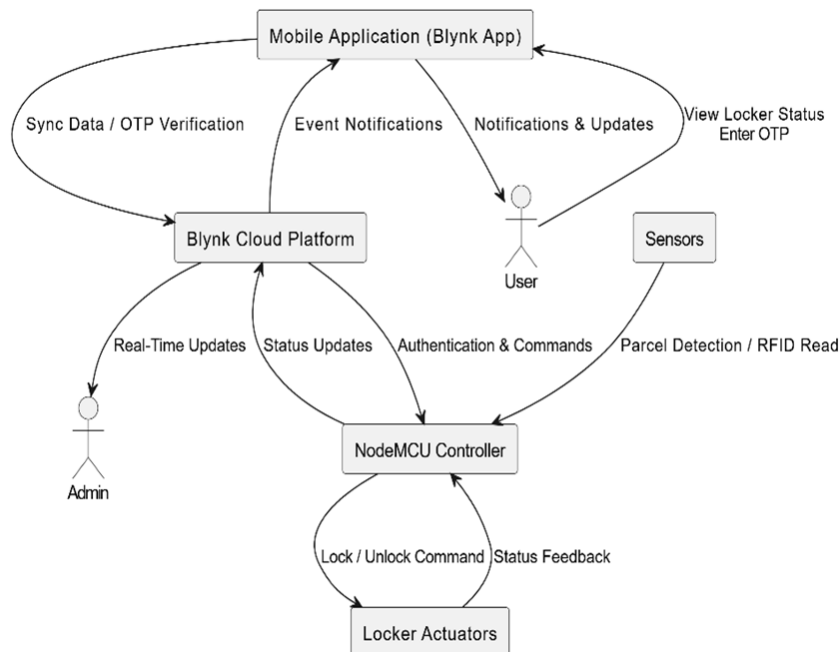 Mobile Application (Blynk App)
Sync Data / OTP Verification
Event Notifications
Notifications & Updates
View Locker Status
Enter OTP
Blynk Cloud Platform
User
Sensors
Real-Time Updates
Status Updates
Authentication & Commands
Parcel Detection / RFID Read
Admin
NodeMCU Controller
Lock / Unlock Command
Status Feedback
Locker Actuators